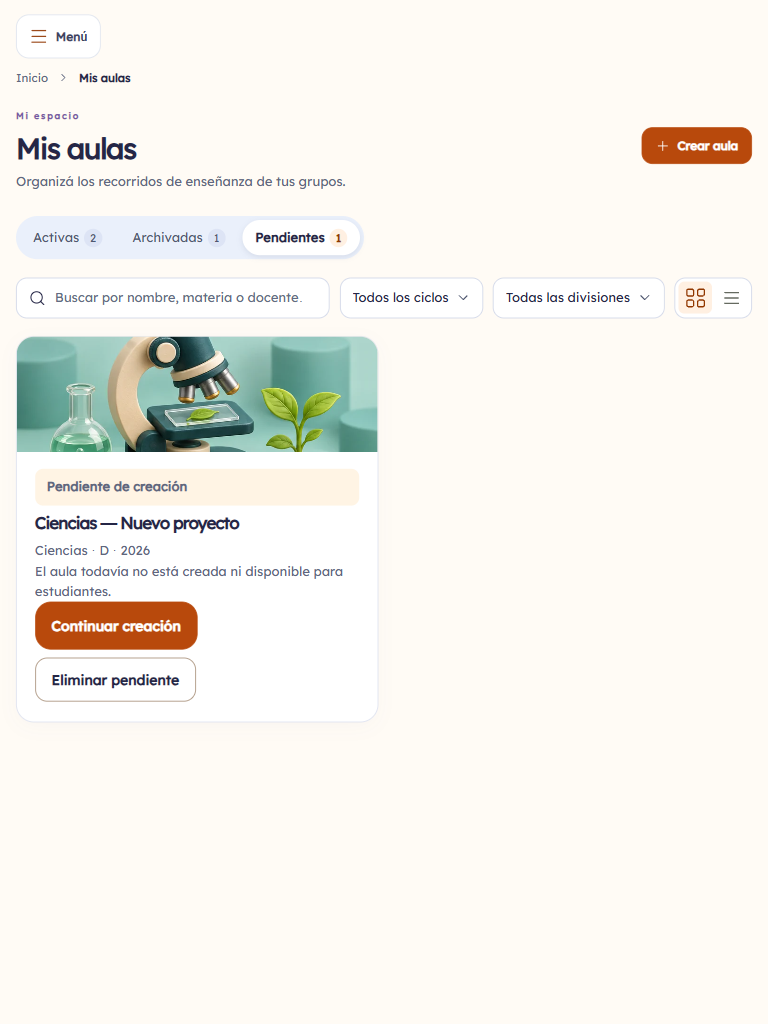 Menú
Inicio > Mis aulas
Mi espacio
Mis aulas
+ Crear aula
Organizá los recorridos de enseñanza de tus grupos.
Activas 2 Archivadas 1 Pendientes 1
Buscar por nombre, materia o docente. Todos los ciclos Todas las divisiones
Pendiente de creación
Ciencias — Nuevo proyecto
Ciencias · D · 2026
El aula todavía no está creada ni disponible para
estudiantes.
Continuar creación
Eliminar pendiente